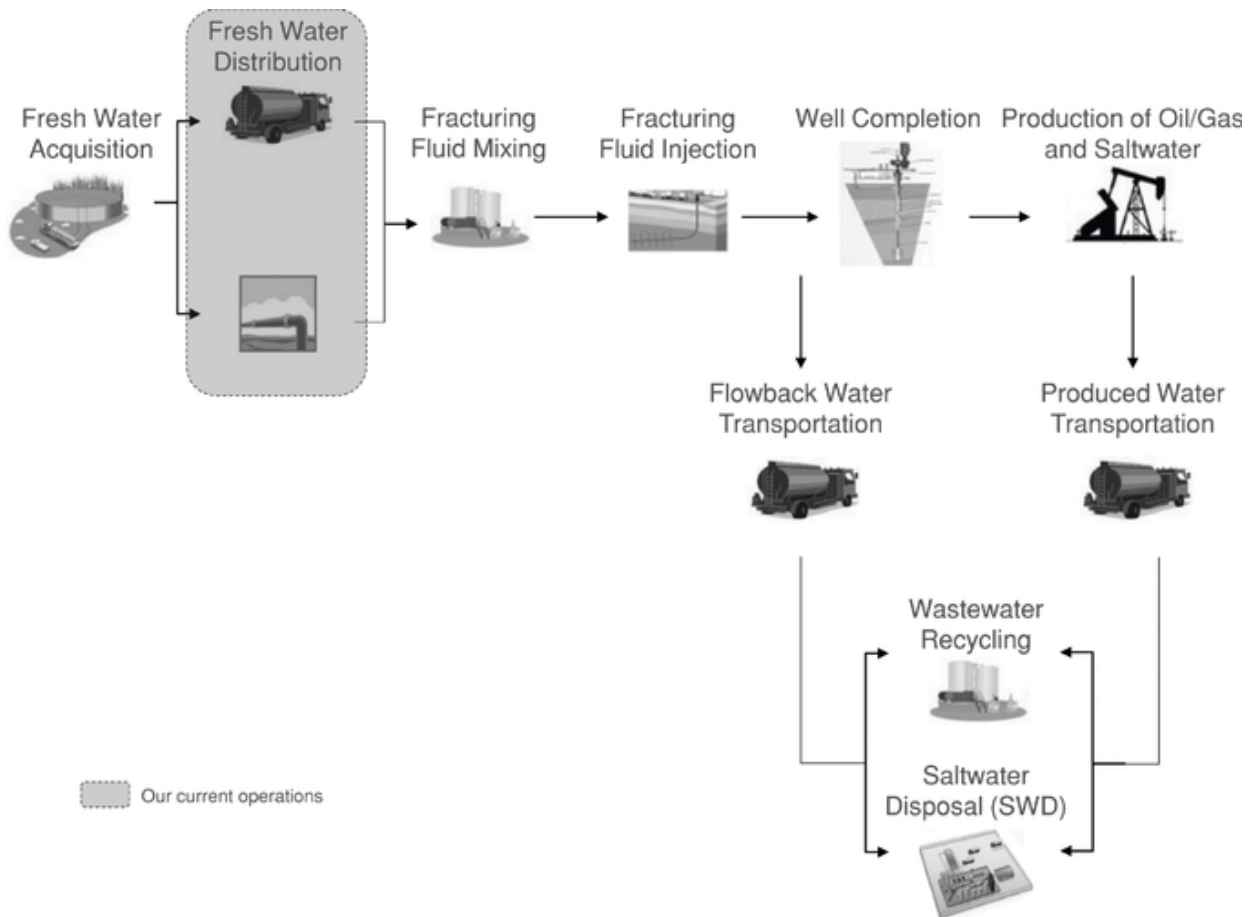 Fresh Water
Distribution
Fresh Water
Acquisition
Fracturing
Fluid Mixing
Fracturing
Fluid Injection
Well Completion
Production of Oil/Gas
and Saltwater
Flowback Water
Transportation
Produced Water
Transportation
Wastewater
Recycling
Saltwater
Disposal (SWD)
Our current operations